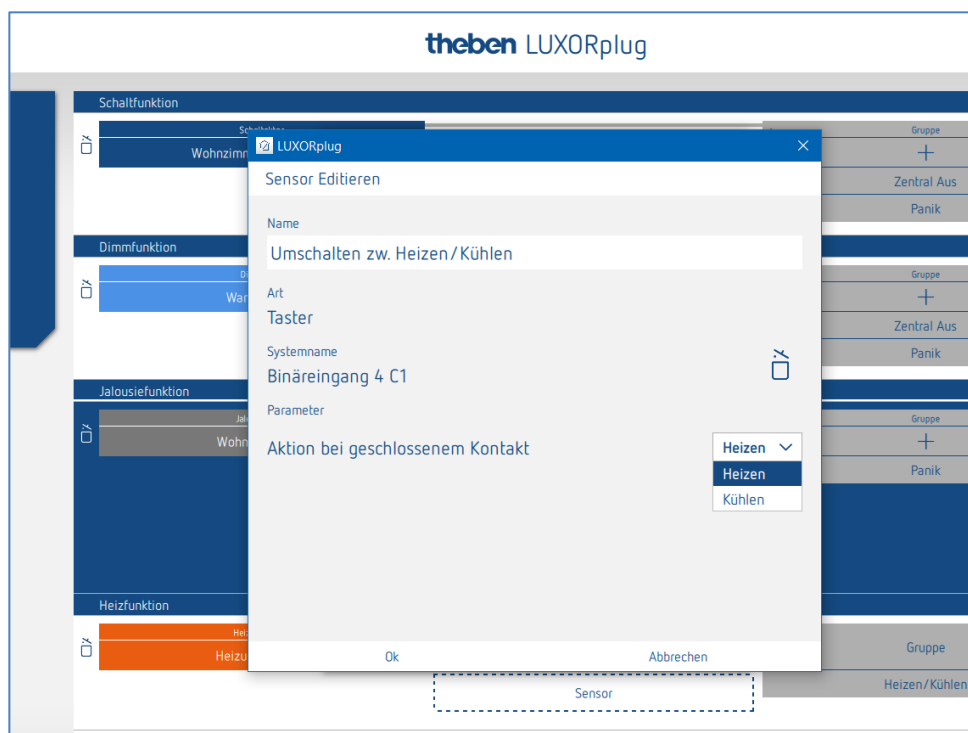 theben LUXORplug
Schaltfunktion
Gruppe
Zentral Aus
Panik
LUXORplug
Sensor Editieren
Name
Umschalten zw. Heizen/Kühlen
Art
Taster
Systemname
Binäreingang 4 C1
Parameter
Aktion bei geschlossenem Kontakt
Heizen
Heizen
Kühlen
Ok
Abbrechen
Dimmfunktion
Gruppe
Zentral Aus
Panik
Jalousiefunktion
Gruppe
Panik
Heizfunktion
Gruppe
Heizen/Kühlen
Sensor